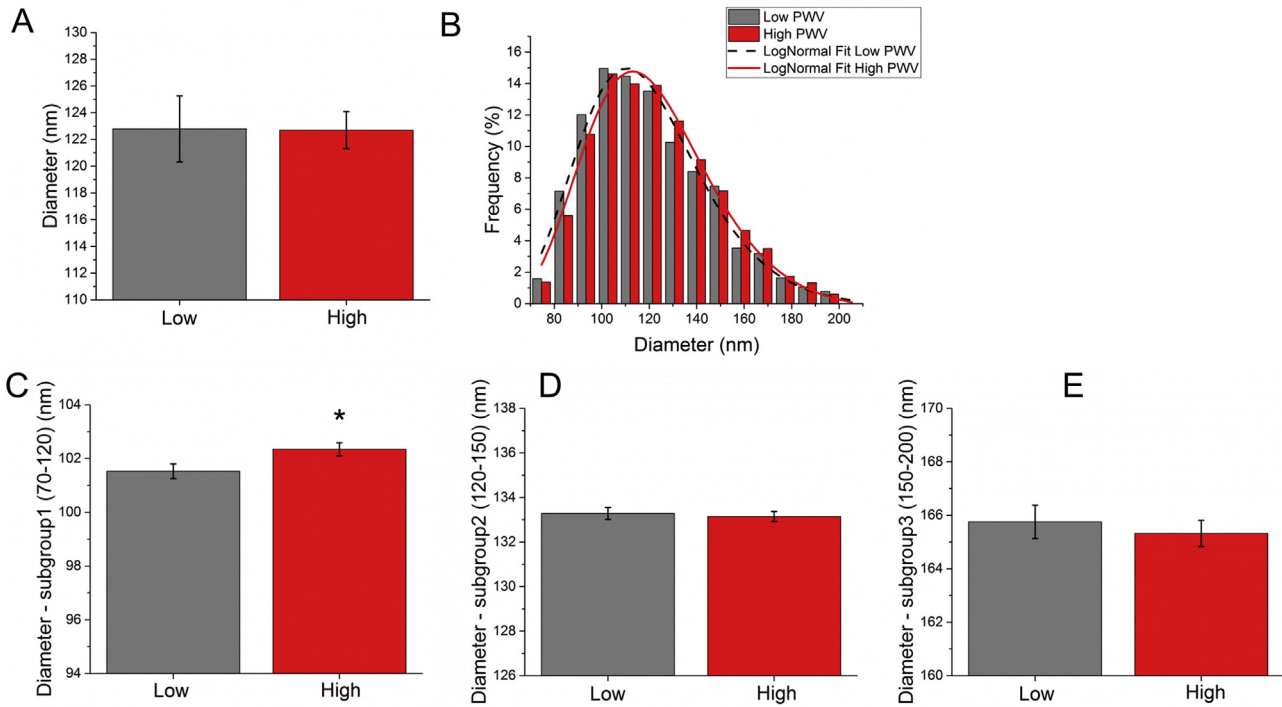 A
Diameter (nm)
130
128
126
124
122
120
118
116
114
112
110
Low
High
B
Low PWV
High PWV
LogNormal Fit Low PWV
LogNormal Fit High PWV
Frequency (%)
16
14
12
10
8
6
4
2
0
80
100
120
140
160
180
200
Diameter (nm)
C
Diameter - subgroup1 (70-120) (nm)
104
102
100
98
96
94
*
Low
High
D
Diameter - subgroup2 (120-150) (nm)
138
136
134
132
130
128
126
Low
High
E
Diameter - subgroup3 (150-200) (nm)
170
168
166
164
162
160
Low
High